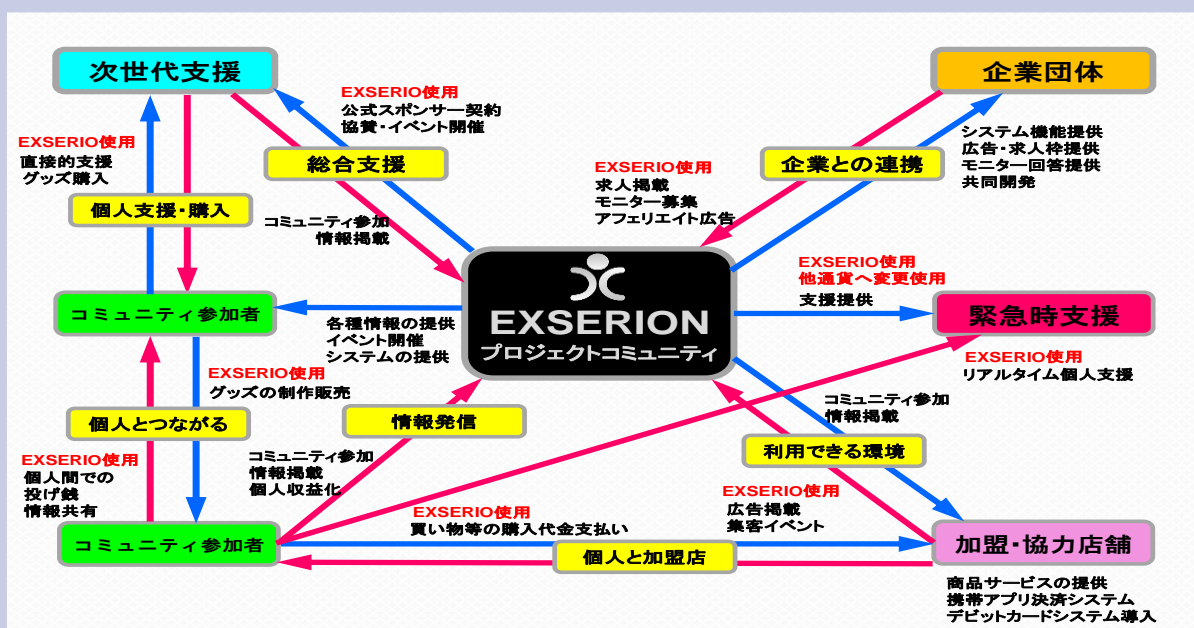 次世代支援
企業団体
EXSERIO使用
公式スポンサー契約
協賛・イベント開催
EXSERIO使用
直接的支援
グッズ購入
総合支援
システム機能提供
広告・求人枠提供
モニター回答提供
共同開発
企業との連携
EXSERIO使用
求人掲載
モニター募集
アフェリエイト広告
個人支援・購入
コミュニティ参加
情報掲載
EXSERION
プロジェクトコミュニティ
EXSERIO使用
他通貨へ変更使用
支援提供
緊急時支援
コミュニティ参加者
各種情報の提供
イベント開催
システムの提供
EXSERIO使用
リアルタイム個人支援
EXSERIO使用
グッズの制作販売
コミュニティ参加
情報掲載
個人とつながる
情報発信
利用できる環境
EXSERIO使用
個人間での
投げ銭
情報共有
コミュニティ参加
情報掲載
個人収益化
EXSERIO使用
広告掲載
集客イベント
EXSERIO使用
買い物等の購入代金支払い
コミュニティ参加者
個人と加盟店
加盟・協力店舗
商品サービスの提供
携帯アプリ決済システム
デビットカードシステム導入